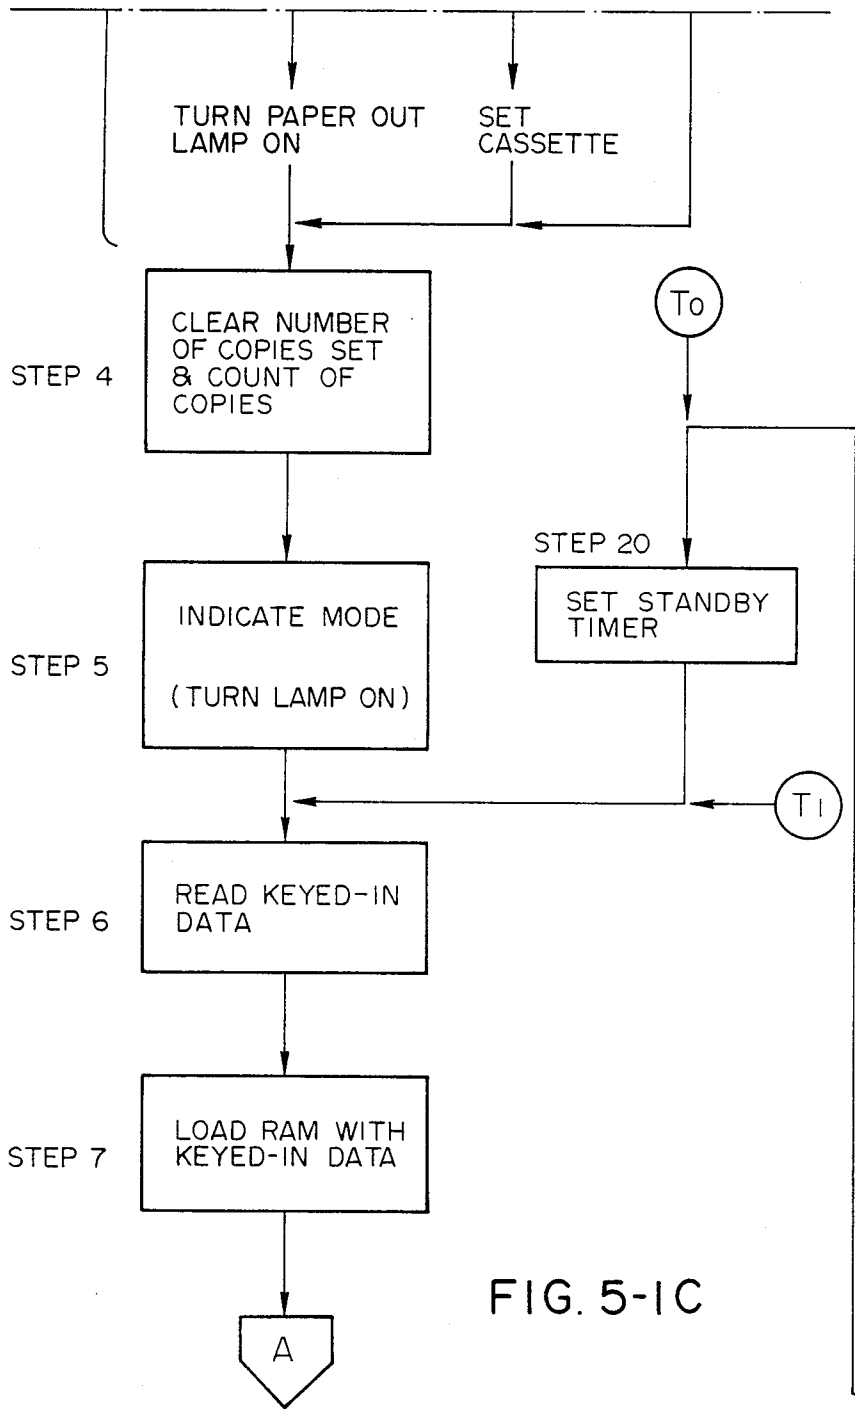 TURN PAPER OUT
LAMP ON
SET
CASSETTE
STEP 4
CLEAR NUMBER
OF COPIES SET
& COUNT OF
COPIES
To
STEP 5
INDICATE MODE
(TURN LAMP ON)
STEP 20
SET STANDBY
TIMER
T1
STEP 6
READ KEYED-IN
DATA
STEP 7
LOAD RAM WITH
KEYED-IN DATA
A
FIG. 5-1C